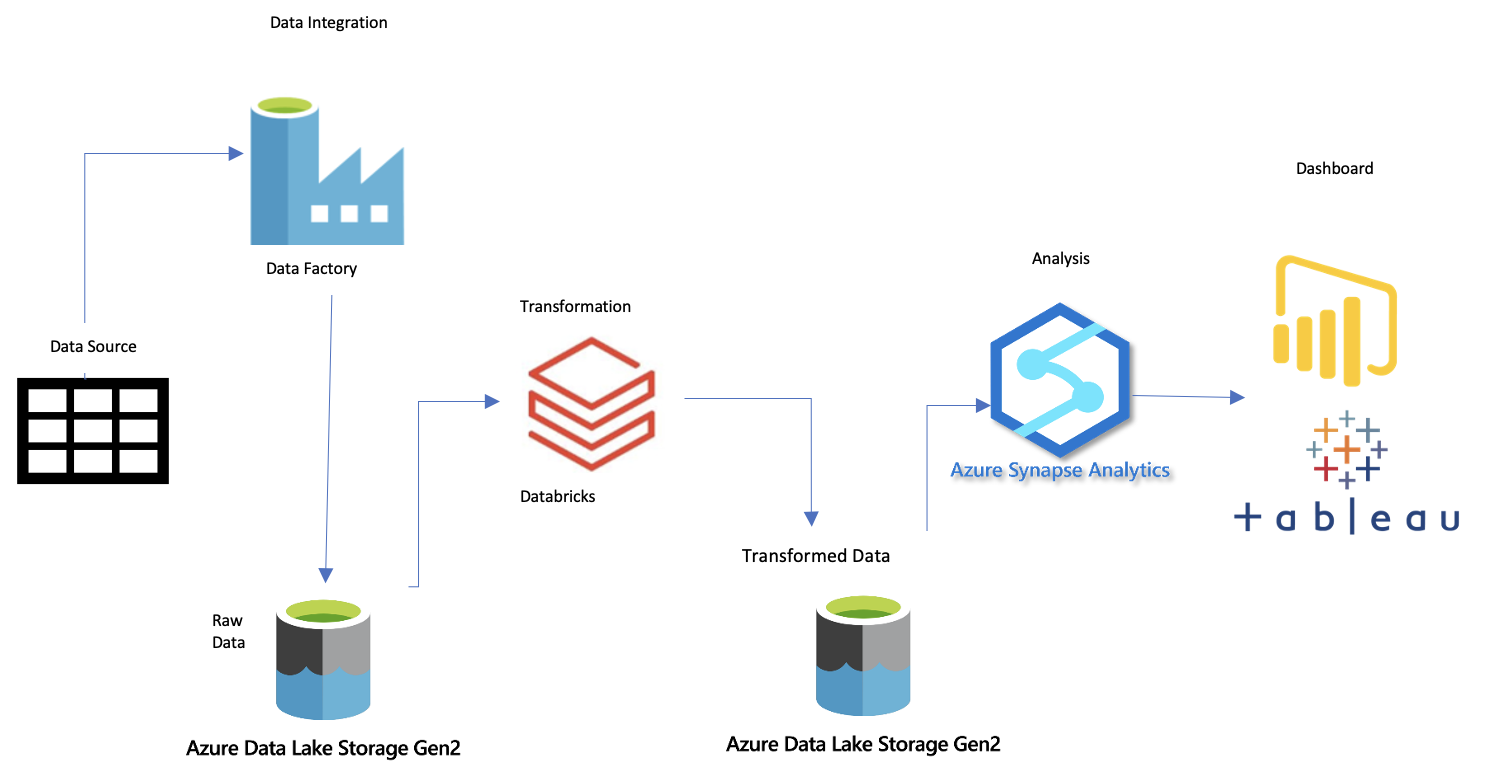 Data Integration
Data Factory
Data Source
Raw
Data
Azure Data Lake Storage Gen2
Transformation
Databricks
Transformed Data
Azure Data Lake Storage Gen2
Analysis
Azure Synapse Analytics
Dashboard
+ableau